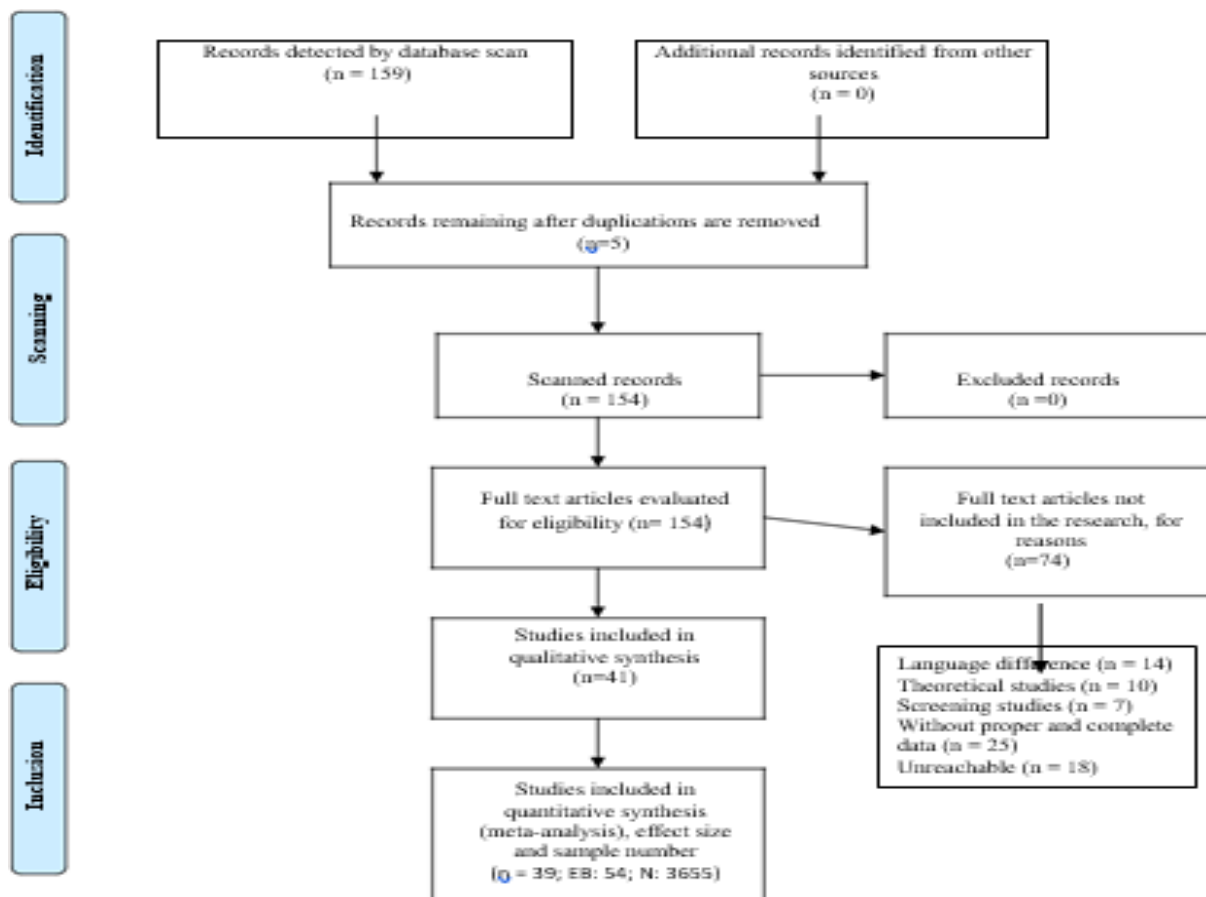 Identification
Records detected by database scan
(n = 159)
Additional records identified from other
sources
(n = 0)
Records remaining after duplications are removed
(n=5)
Scanning
Scanned records
(n = 154)
Excluded records
(n =0)
Eligibility
Full text articles evaluated
for eligibility (n= 154)
Full text articles not
included in the research, for
reasons
(n=74)
Studies included in
qualitative synthesis
(n=41)
Language difference (n = 14)
Theoretical studies (n = 10)
Screening studies (n = 7)
Without proper and complete
data (n = 25)
Unreachable (n = 18)
Inclusion
Studies included in
quantitative synthesis
(meta-analysis), effect size
and sample number
(n = 39; EB: 54; N: 3655)